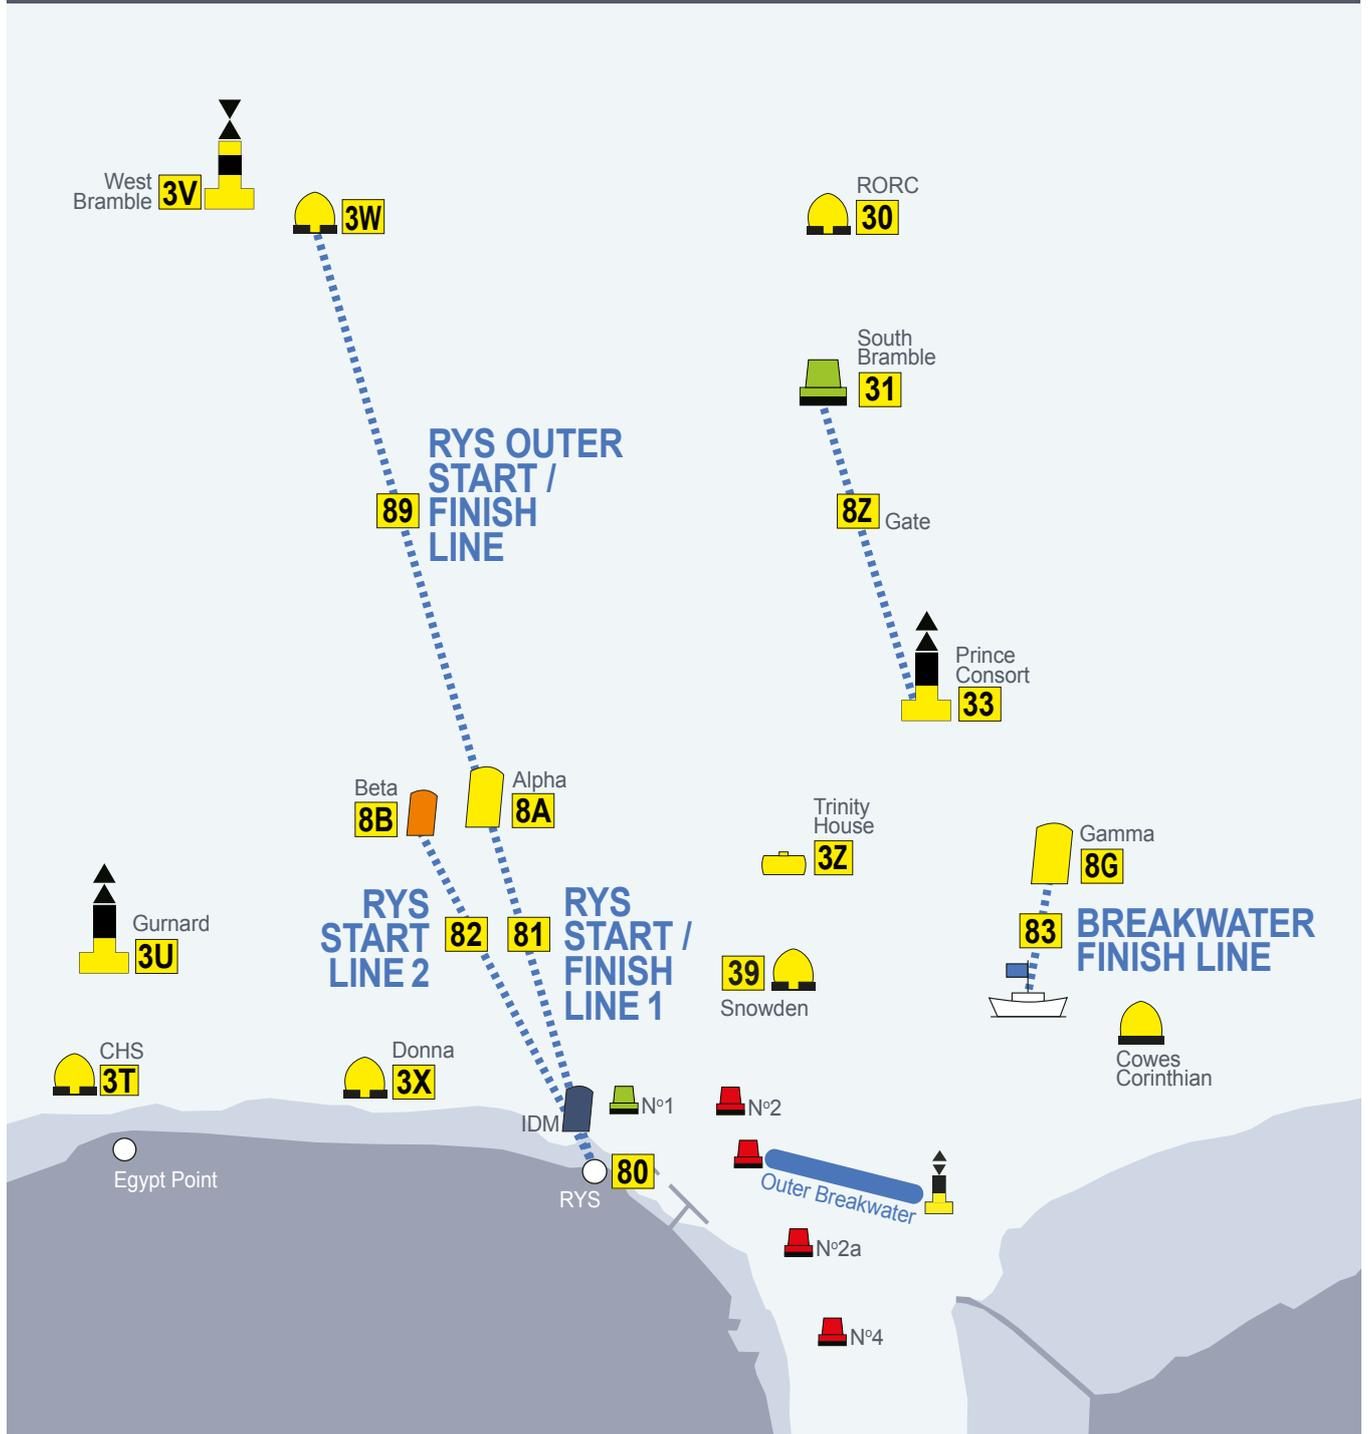 West
Bramble
3V
3W
RORC
30
South
Bramble
31
RYS OUTER
START /
FINISH
LINE
89
8Z
Gate
Prince
Consort
33
Beta
8B
Alpha
8A
Trinity
House
3Z
Gamma
8G
Gurnard
3U
RYS
START
LINE 2
82
81
RYS
START /
FINISH
LINE 1
39
Snowden
83
BREAKWATER
FINISH LINE
Cowes
Corinthian
CHS
3T
Donna
3X
IDM
Nº1
Nº2
Egypt Point
80
RYS
Outer Breakwater
Nº2a
Nº4